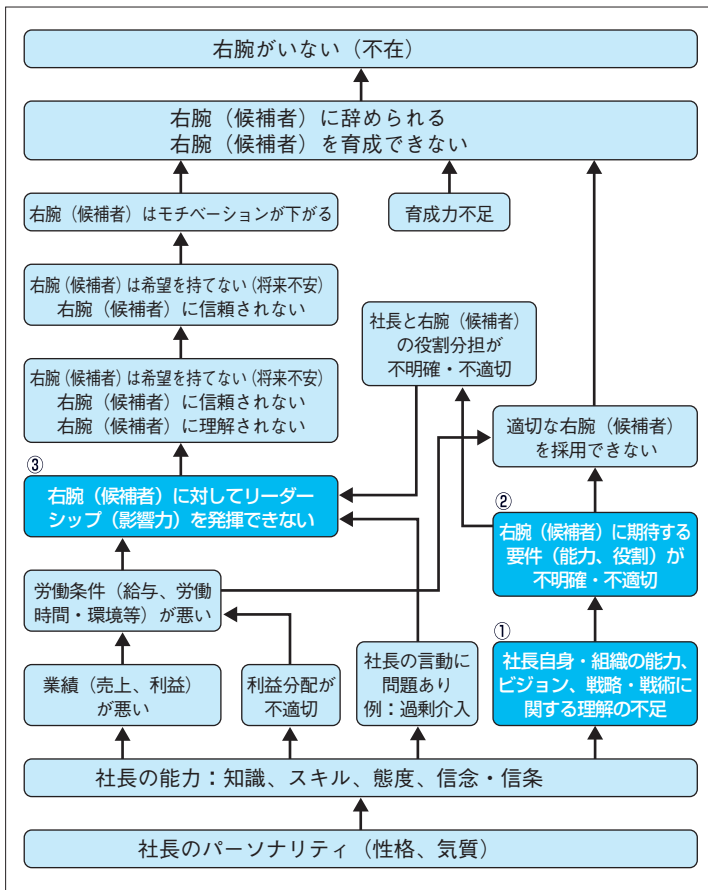 右腕がいない（不在）
右腕（候補者）に辞められる
右腕（候補者）を育成できない
右腕（候補者）はモチベーションが下がる
育成力不足
右腕（候補者）は希望を持てない（将来不安）
右腕（候補者）に信頼されない
社長と右腕（候補者）
の役割分担が
不明確・不適切
右腕（候補者）は希望を持てない（将来不安）
右腕（候補者）に信頼されない
右腕（候補者）に理解されない
適切な右腕（候補者）
を採用できない
③
右腕（候補者）に対してリーダー
シップ（影響力）を発揮できない
②
右腕（候補者）に期待する
要件（能力、役割）が
不明確・不適切
労働条件（給与、労働
時間・環境等）が悪い
①
社長自身・組織の能力、
ビジョン、戦略・戦術に
関する理解の不足
業績（売上、利益）
が悪い
利益分配が
不適切
社長の言動に
問題あり
例：過剰介入
社長の能力：知識、スキル、態度、信念・信条
社長のパーソナリティ（性格、気質）